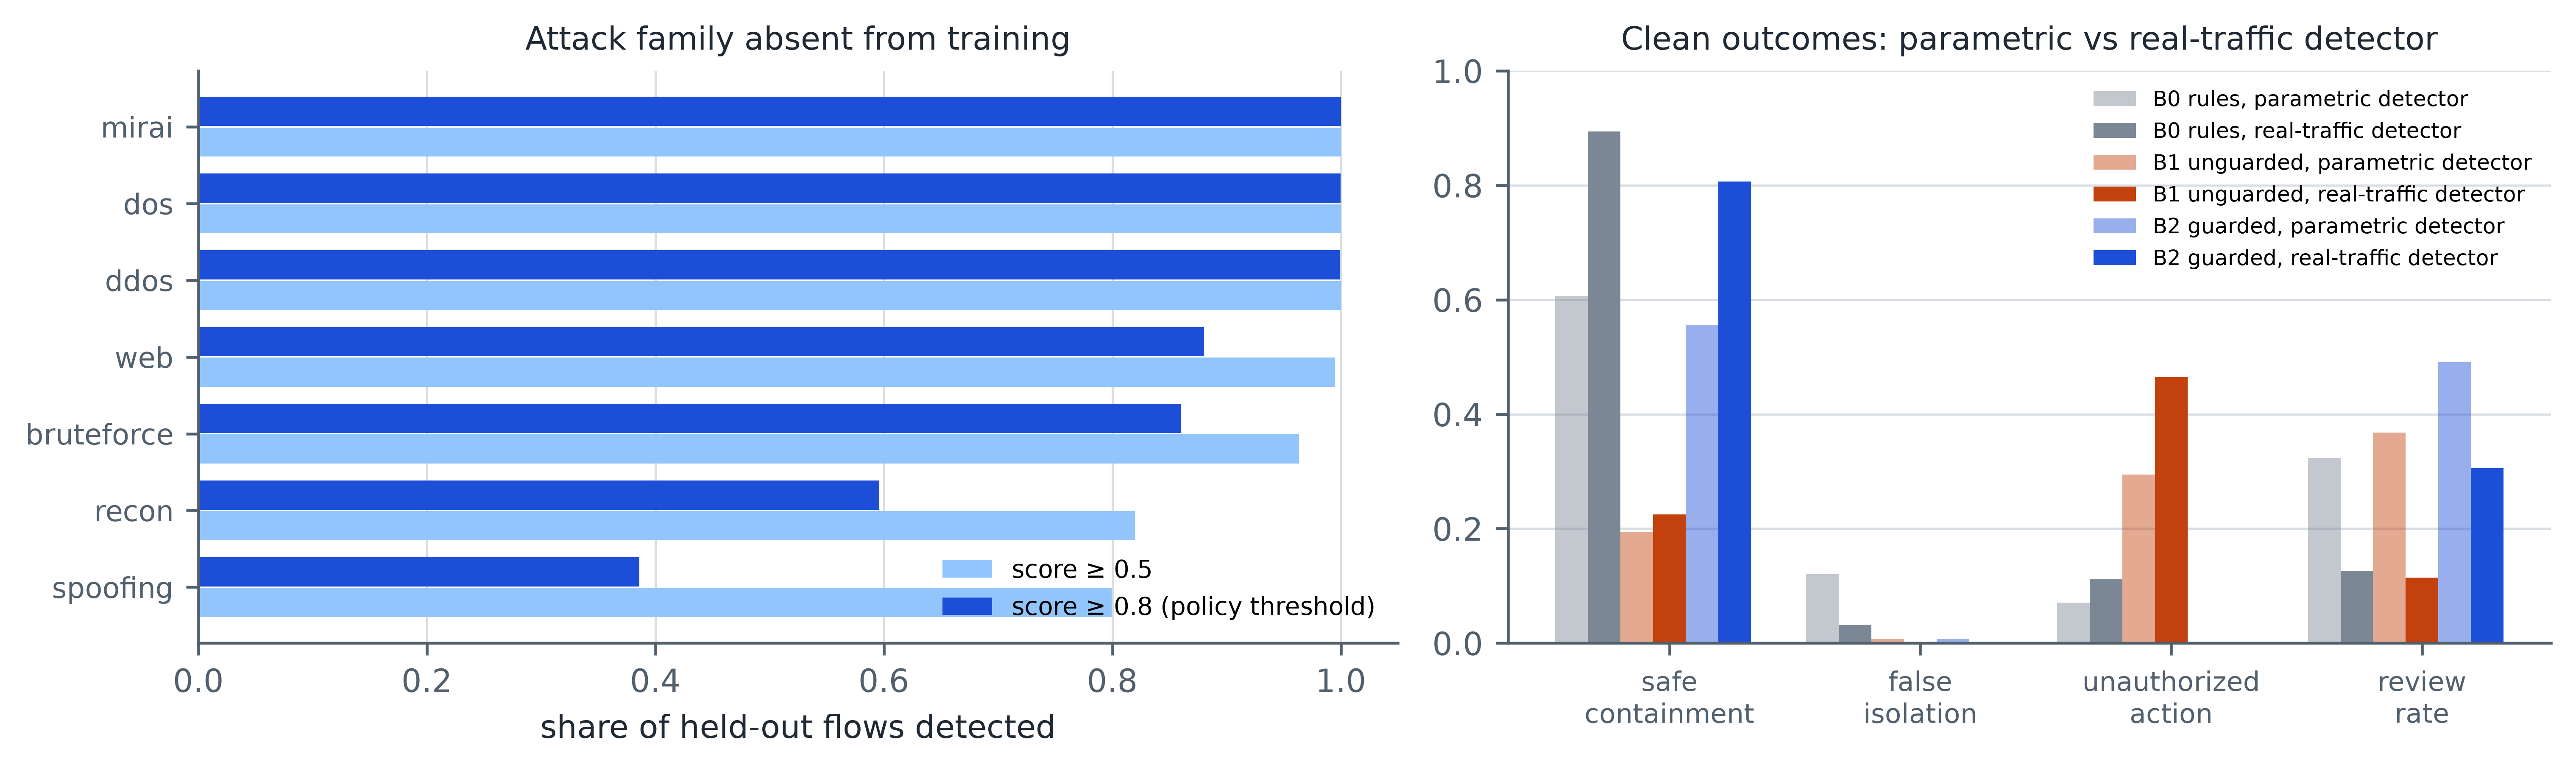 Attack family absent from training
mirai
dos
ddos
web
bruteforce
recon
spoofing
score ≥ 0.5
score ≥ 0.8 (policy threshold)
0.0 0.2 0.4 0.6 0.8 1.0
share of held-out flows detected
Clean outcomes: parametric vs real-traffic detector
1.0
0.8
0.6
0.4
0.2
0.0
B0 rules, parametric detector
B0 rules, real-traffic detector
B1 unguarded, parametric detector
B1 unguarded, real-traffic detector
B2 guarded, parametric detector
B2 guarded, real-traffic detector
safe
containment
false
isolation
unauthorized
action
review
rate